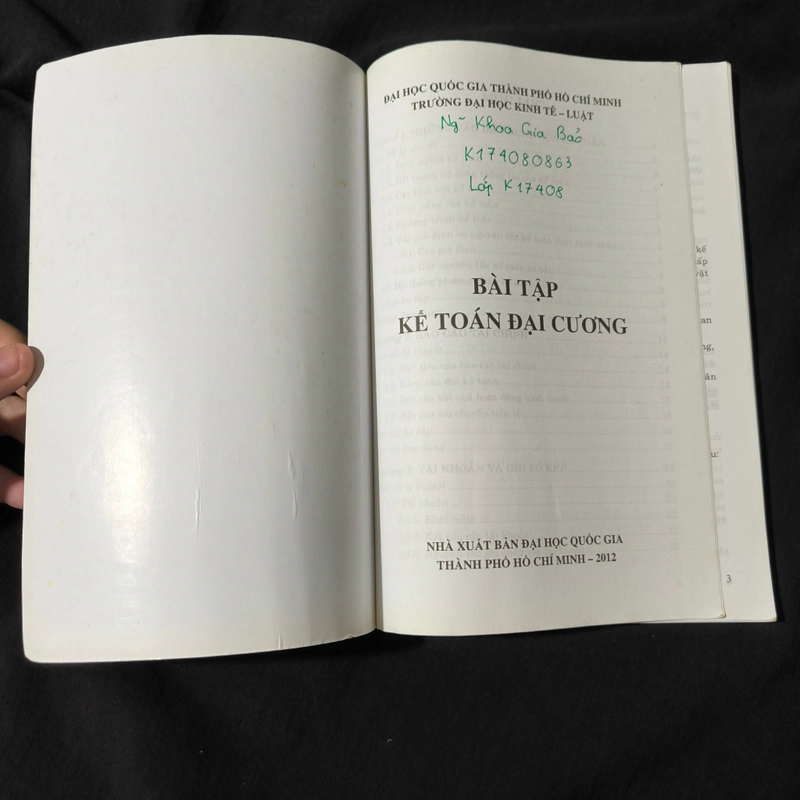 ĐẠI HỌC QUỐC GIA THÀNH PHỐ HỒ CHÍ MINH
TRƯỜNG ĐẠI HỌC KINH TẾ – LUẬT
Ng~ Khoa Gia Bảo
K174080863
Lớp K17408
BÀI TẬP
KẾ TOÁN ĐẠI CƯƠNG
NHÀ XUẤT BẢN ĐẠI HỌC QUỐC GIA
THÀNH PHỐ HỒ CHÍ MINH – 2012
3